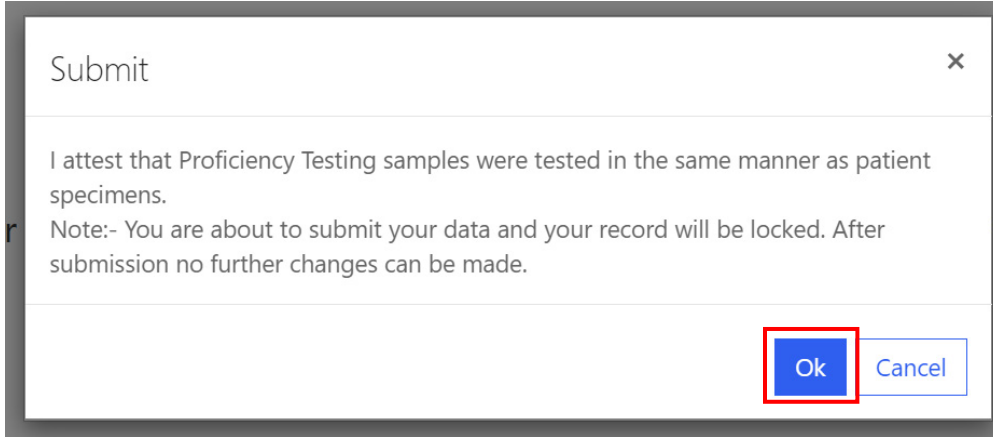 Submit ×
I attest that Proficiency Testing samples were tested in the same manner as patient
specimens.
r
Note:- You are about to submit your data and your record will be locked. After
submission no further changes can be made.
Ok Cancel